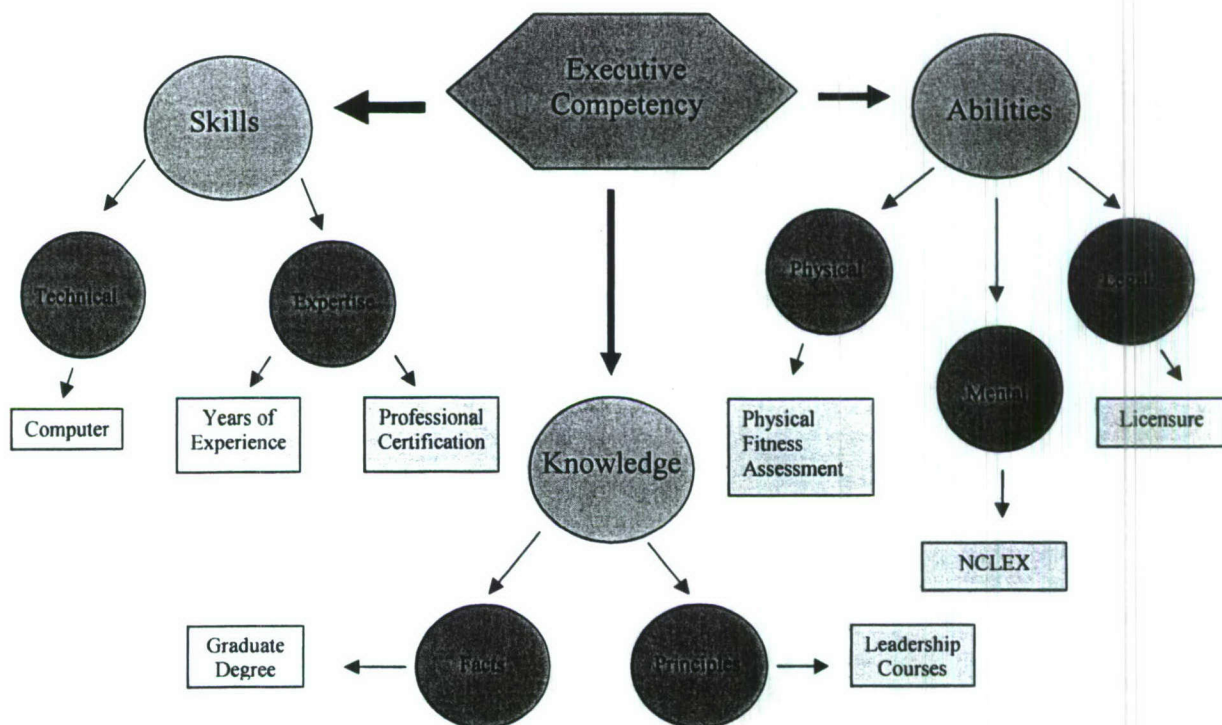 Executive
Competency
Skills
Abilities
Technical
Expertise
Physical
Legal
Mental
Computer
Years of
Experience
Professional
Certification
Knowledge
Physical
Fitness
Assessment
Licensure
NCLEX
Facts
Principles
Graduate
Degree
Leadership
Courses